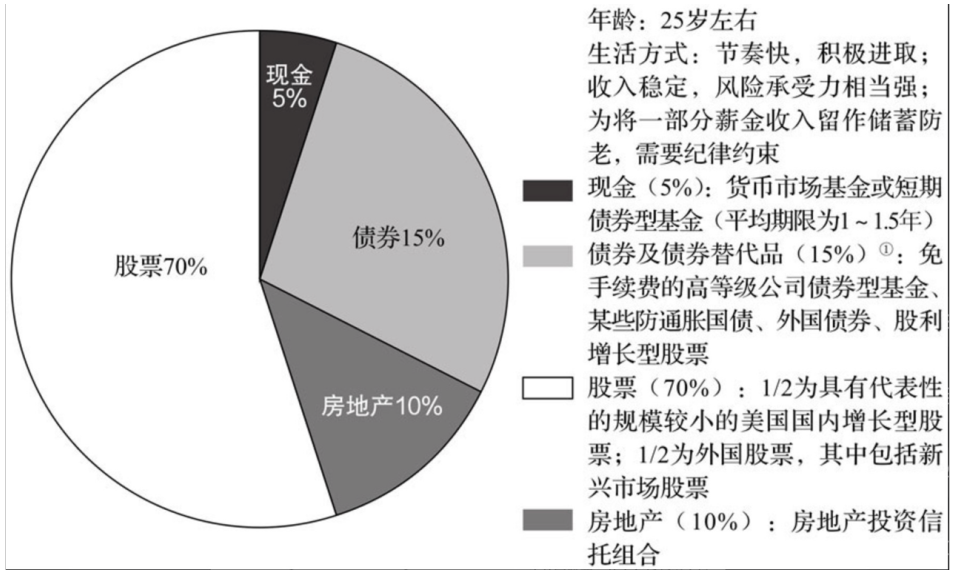 现金
5%
债券15%
股票70%
房地产10%
年龄：25岁左右
生活方式：节奏快，积极进取；
收入稳定，风险承受力相当强；
为将一部分薪金收入留作储蓄防
老，需要纪律约束
现金（5%）：货币市场基金或短期
债券型基金（平均期限为1～1.5年）
债券及债券替代品（15%）①：免
手续费的高等级公司债券型基金、
某些防通胀国债、外国债券、股利
增长型股票
股票（70%）：1/2为具有代表性
的规模较小的美国国内增长型股
票；1/2为外国股票，其中包括新
兴市场股票
房地产（10%）：房地产投资信
托组合